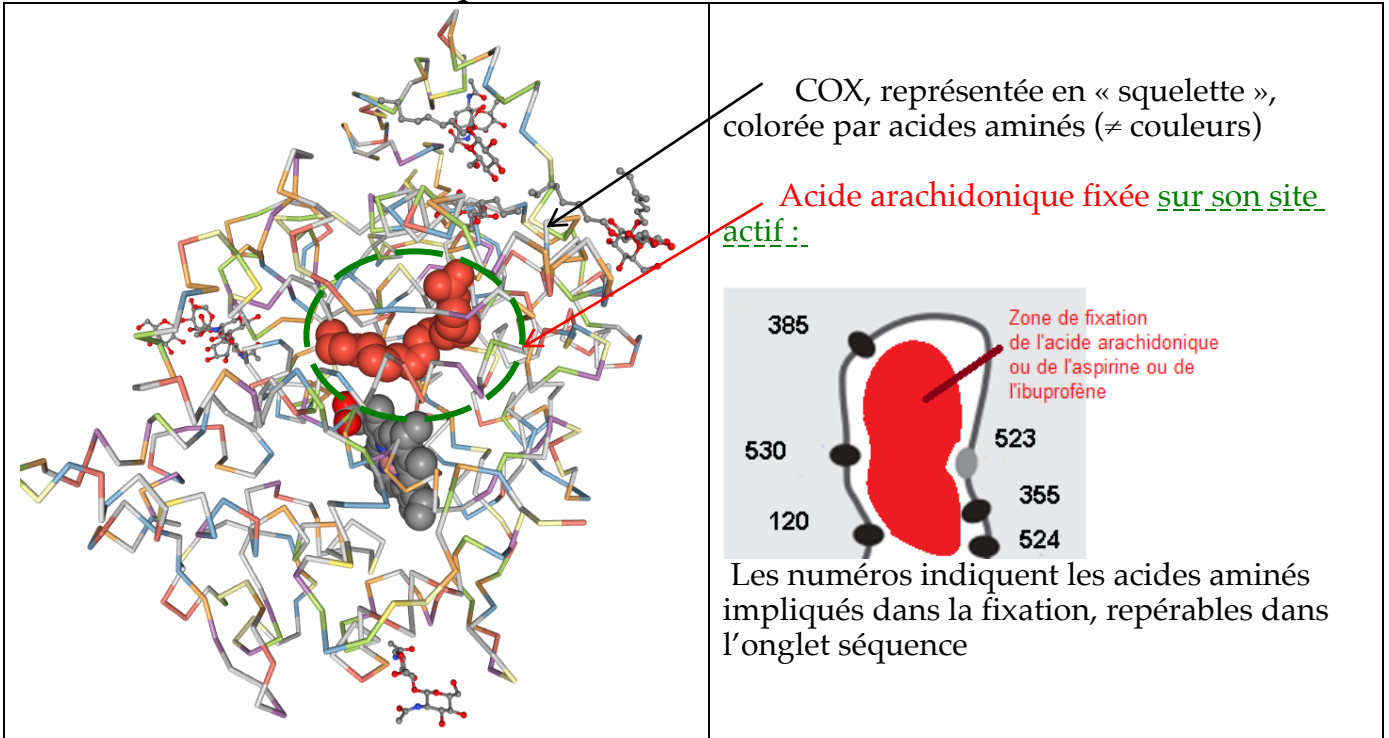 COX, représentée en « squelette »,
colorée par acides aminés (≠ couleurs)
Acide arachidonique fixée sur son site
actif :
385
Zone de fixation
de l'acide arachidonique
ou de l'aspirine ou de
l'ibuprofène
530
523
355
120
524
Les numéros indiquent les acides aminés
impliqués dans la fixation, repérables dans
l’onglet séquence